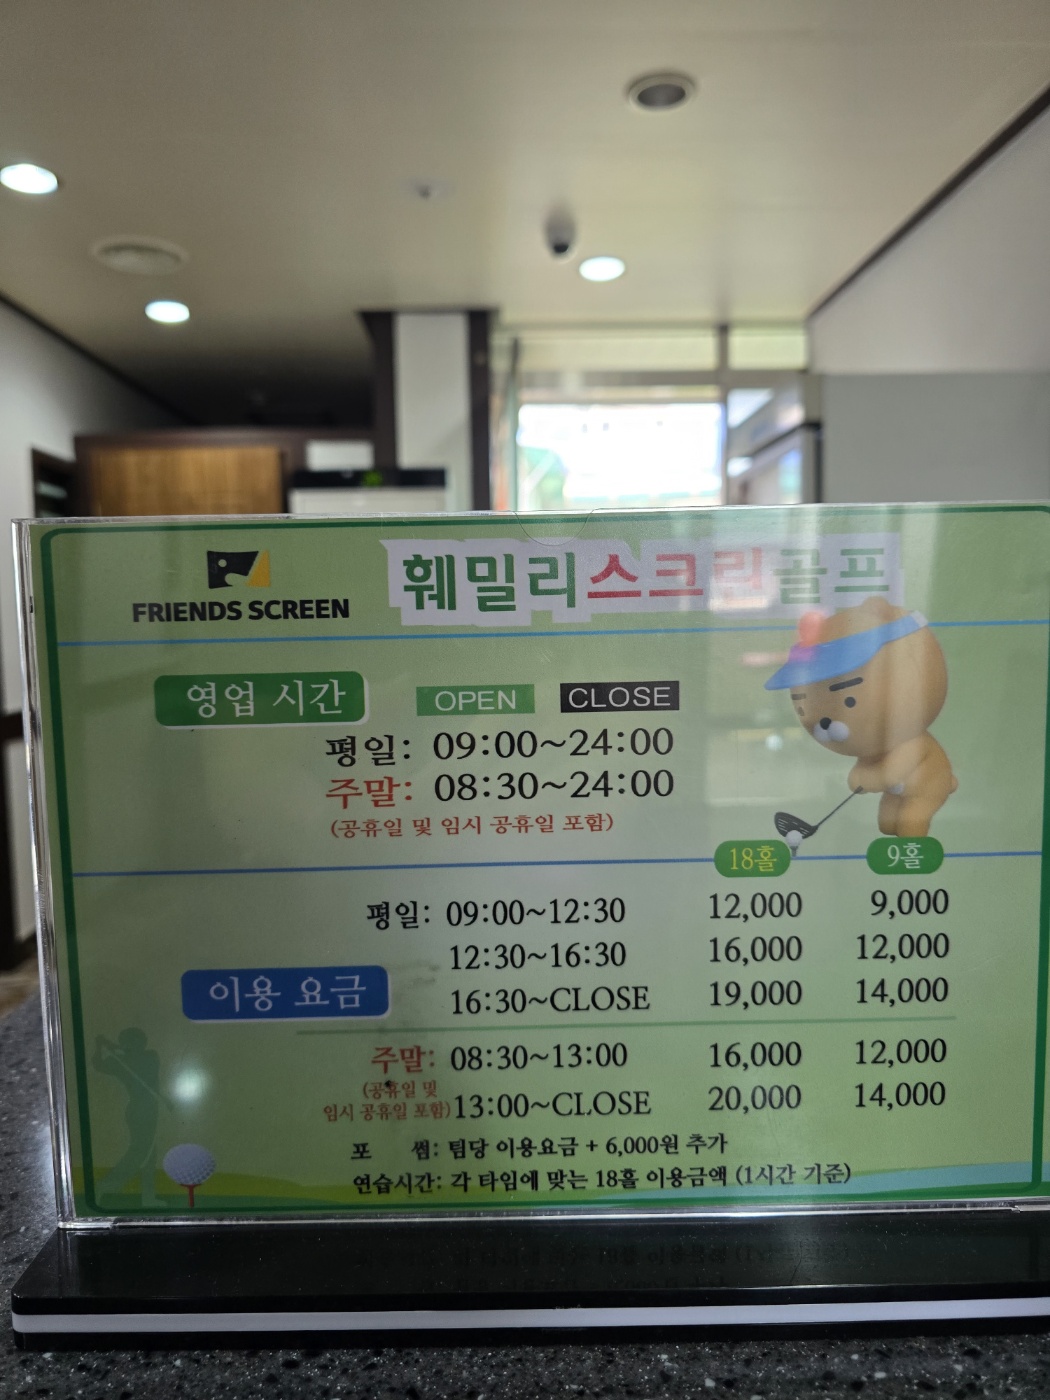 FRIENDS SCREEN
훼밀리스크린골프
영업 시간 OPEN CLOSE
평일: 09:00~24:00
주말: 08:30~24:00
(공휴일 및 임시 공휴일 포함)
18홀 9홀
평일: 09:00~12:30 12,000 9,000
12:30~16:30 16,000 12,000
이용 요금
16:30~CLOSE 19,000 14,000
주말: 08:30~13:00 16,000 12,000
(공휴일 및
임시 공휴일 포함) 13:00~CLOSE 20,000 14,000
포 썸: 팀당 이용요금 + 6,000원 추가
연습시간: 각 타임에 맞는 18홀 이용금액 (1시간 기준)